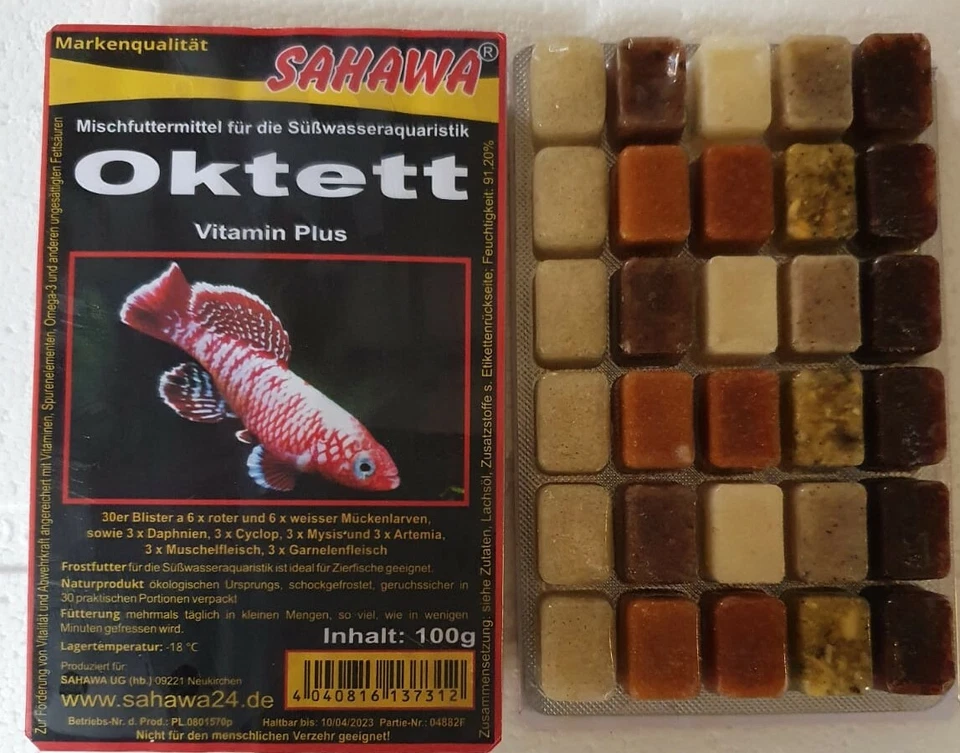 Markenqualität
SAHAWA®
Mischfuttermittel für die Süßwasseraquaristik
Oktett
Vitamin Plus
30er Blister a 6 x roter und 6 x weisser Mückenlarven,
sowie 3 x Daphnien, 3 x Cyclop, 3 x Mysis und 3 x Artemia,
3 x Muschelfleisch, 3 x Garnelenfleisch
Frostfutter für die Süßwasseraquaristik ist ideal für Zierfische geeignet.
Naturprodukt ökologischen Ursprungs, schockgefrostet, geruchssicher in
30 praktischen Portionen verpackt
Fütterung mehrmals täglich in kleinen Mengen, so viel, wie in wenigen
Minuten gefressen wird.
Inhalt: 100g
Lagertemperatur: -18 °C
Produziert für:
SAHAWA UG (hb.) 09221 Neukirchen
www.sahawa24.de
4 040816 137312
Betriebs-Nr. d. Prod.: PL.0801570p Haltbar bis: 10/04/2023 Partie-Nr.: 04882F
Nicht für den menschlichen Verzehr geeignet!
Zur Förderung von Vitalität und Abwehrkraft angereichert mit Vitaminen, Spurenelementen, Omega-3 und anderen ungesättigten Fettsäuren
Zusammensetzung: siehe Zutaten, Lachsöl, Zusatzstoffe s. Etikettenrückseite; Feuchtigkeit: 91,20%